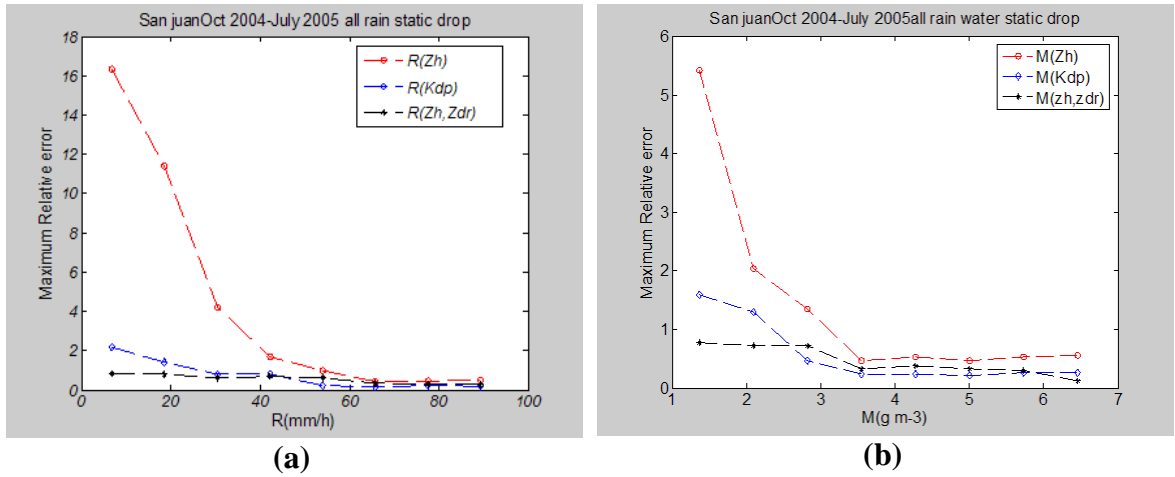 San juanOct 2004-July 2005 all rain static drop
18
16
14
12
10
8
6
4
2
0
0
20
40
60
80
100
Maximum Relative error
R(mm/h)
R(Zh)
R(Kdp)
R(Zh,Zdr)
(a)
San juanOct 2004-July 2005all rain water static drop
6
5
4
3
2
1
0
1
2
3
4
5
6
7
Maximum Relative error
M(g m-3)
M(Zh)
M(Kdp)
M(zh,zdr)
(b)